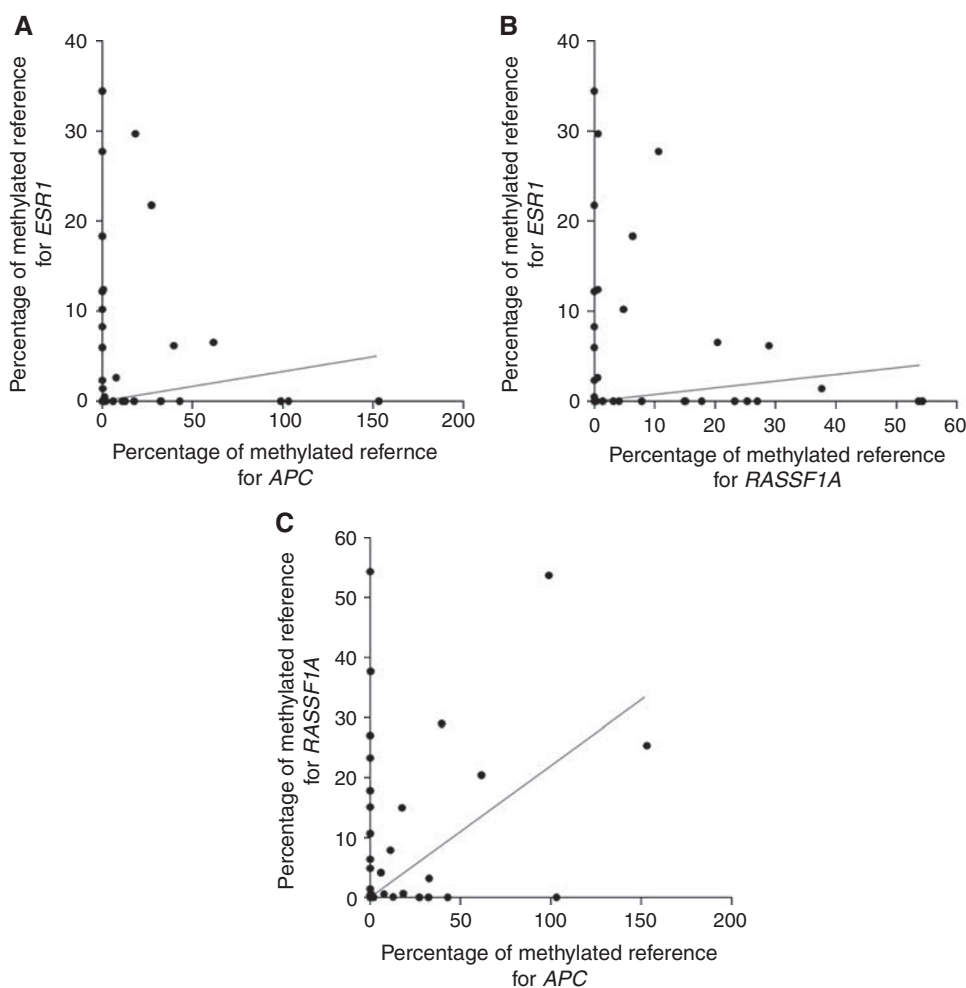 A
Percentage of methylated reference
for ESR1
40
30
20
10
0
0 50 100 150 200
Percentage of methylated refernce
for APC
B
Percentage of methylated reference
for ESR1
40
30
20
10
0
0 10 20 30 40 50 60
Percentage of methylated reference
for RASSF1A
C
Percentage of methylated reference
for RASSF1A
60
50
40
30
20
10
0
0 50 100 150 200
Percentage of methylated reference
for APC